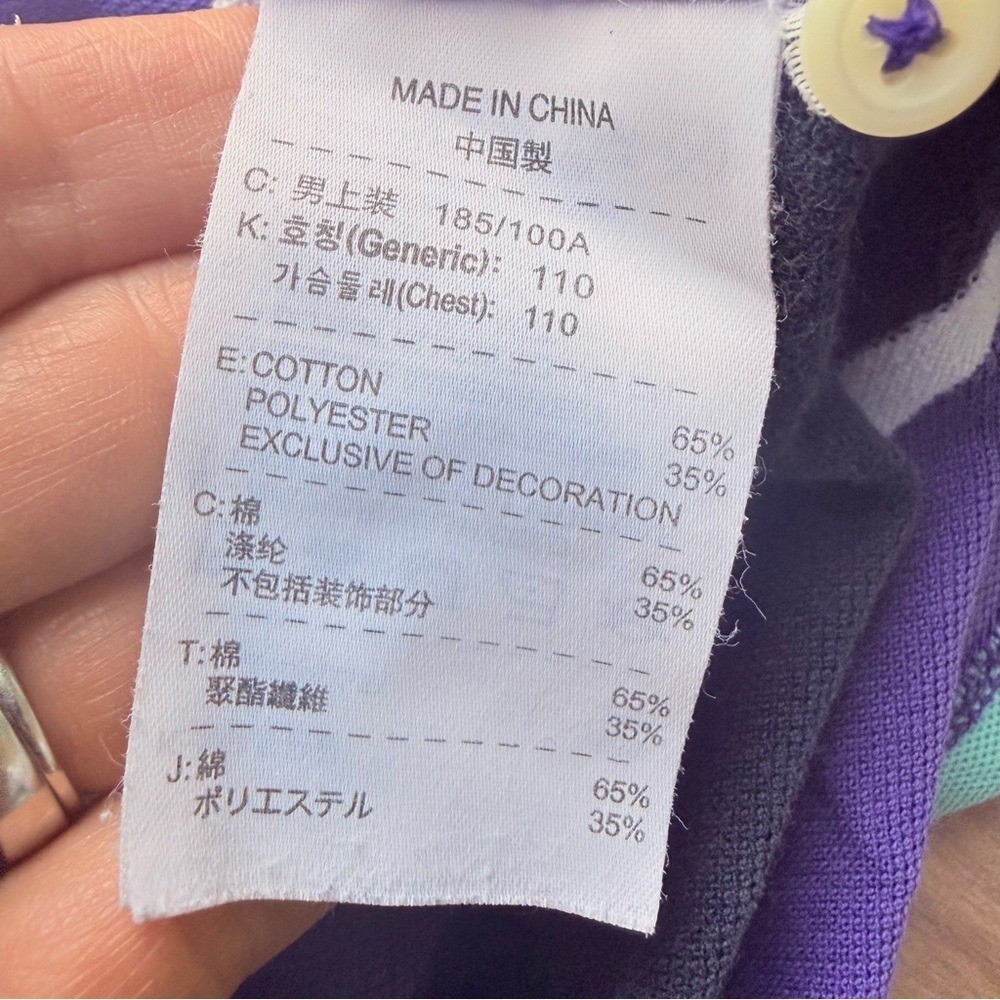 MADE IN CHINA
中国製
C: 男上装 185/100A
K: 호칭(Generic): 110
가슴둘레(Chest): 110
E: COTTON 65%
POLYESTER 35%
EXCLUSIVE OF DECORATION
C: 棉 65%
涤纶 35%
不包括装饰部分
T: 棉 65%
聚酯纖維 35%
J: 綿 65%
ポリエステル 35%